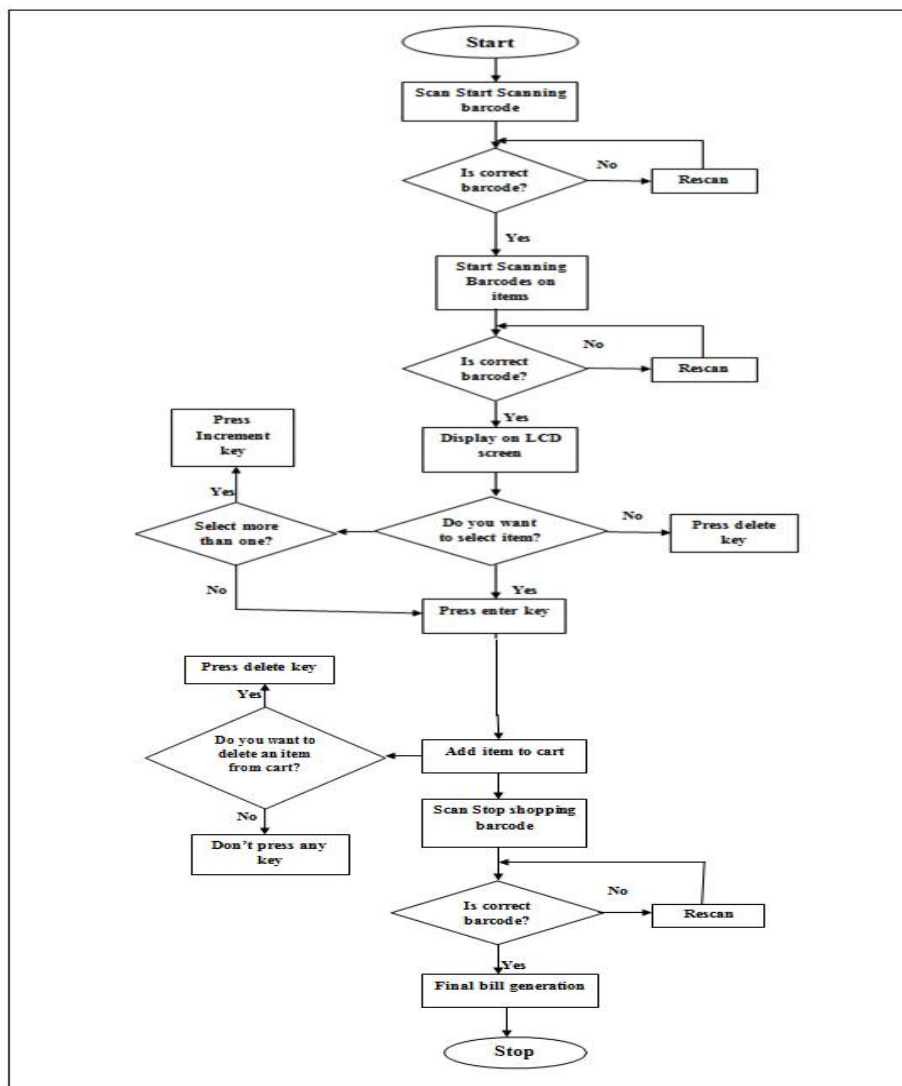 Start
Scan Start Scanning
barcode
Is correct
barcode?
No
Rescan
Yes
Start Scanning
Barcodes on
items
Is correct
barcode?
No
Rescan
Yes
Display on LCD
screen
Press
Increment
key
Yes
Select more
than one?
No
Do you want
to select item?
No
Press delete
key
Yes
Press enter key
Press delete key
Yes
Do you want to
delete an item
from cart?
No
Don't press any
key
Add item to cart
Scan Stop shopping
barcode
Is correct
barcode?
No
Rescan
Yes
Final bill generation
Stop